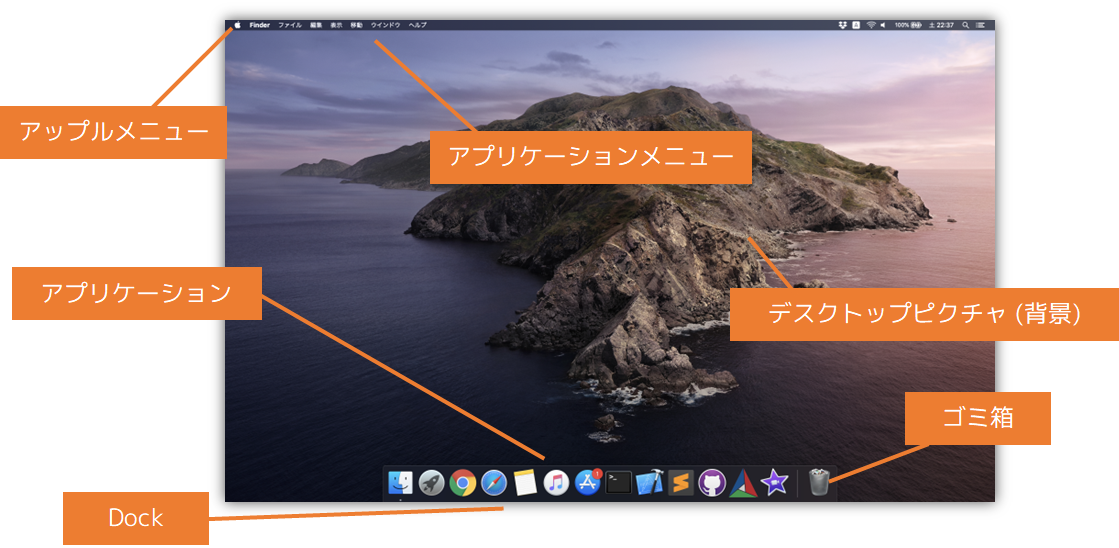 Finder ファイル 編集 表示 移動 ウインドウ ヘルプ
100% 土 22:37
アップルメニュー
アプリケーションメニュー
アプリケーション
デスクトップピクチャ (背景)
ゴミ箱
1
>_
Dock